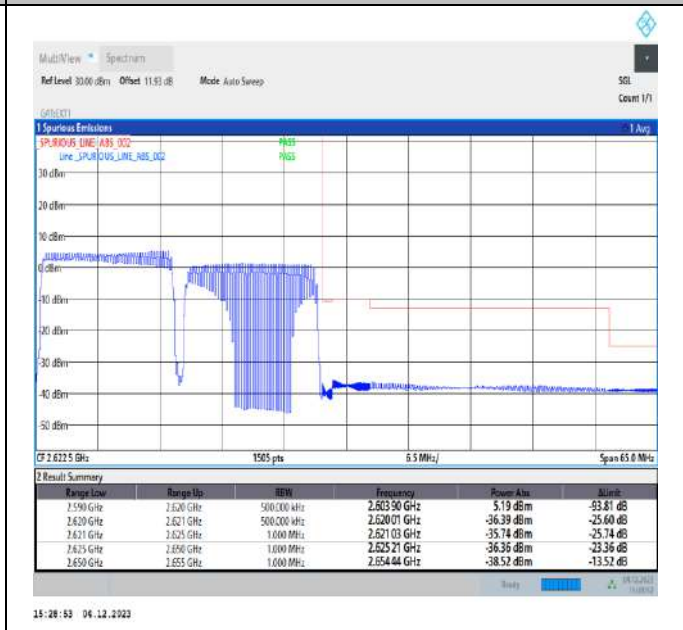 MultiView Spectrum
Ref Level 30.00 dBm Offset 11.93 dB Mode Auto Sweep SGL
Count 1/1
1 Spurious Emissions 1 Avg
SPURIOUS_LINE_ABS_002 PASS
Line _SPURIOUS_LINE_ABS_002 PASS
30 dBm
20 dBm
10 dBm
0 dBm
-10 dBm
-20 dBm
-30 dBm
-40 dBm
-50 dBm
CF 2.6225 GHz 1505 pts 6.5 MHz/ Span 65.0 MHz
2 Result Summary
Range Low Range Up RBW Frequency Power Abs ΔLimit
2.590 GHz 2.620 GHz 500.000 kHz 2.60390 GHz 5.19 dBm -93.81 dB
2.620 GHz 2.621 GHz 500.000 kHz 2.62001 GHz -36.39 dBm -25.60 dB
2.621 GHz 2.625 GHz 1.000 MHz 2.62103 GHz -35.74 dBm -25.74 dB
2.625 GHz 2.650 GHz 1.000 MHz 2.62521 GHz -36.36 dBm -23.36 dB
2.650 GHz 2.655 GHz 1.000 MHz 2.65444 GHz -38.52 dBm -13.52 dB
Ready 04.12.2023
15:28:53 04.12.2023